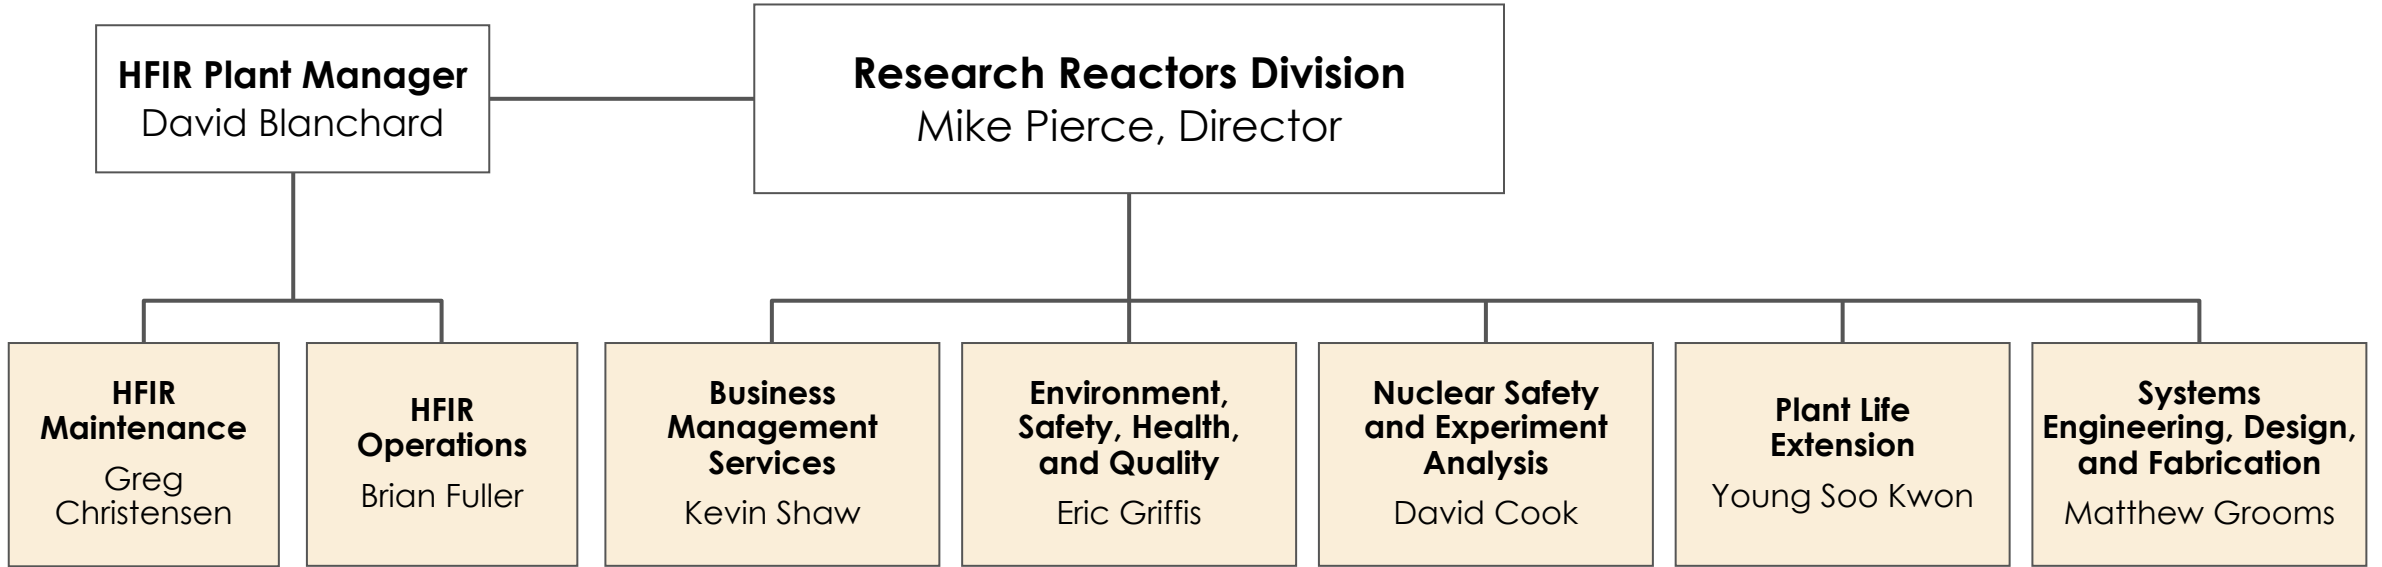 HFIR Plant Manager
David Blanchard
Research Reactors Division
Mike Pierce, Director
HFIR
Maintenance
Greg
Christensen
HFIR
Operations
Brian Fuller
Business
Management
Services
Kevin Shaw
Environment,
Safety, Health,
and Quality
Eric Griffis
Nuclear Safety
and Experiment
Analysis
David Cook
Plant Life
Extension
Young Soo Kwon
Systems
Engineering, Design,
and Fabrication
Matthew Grooms